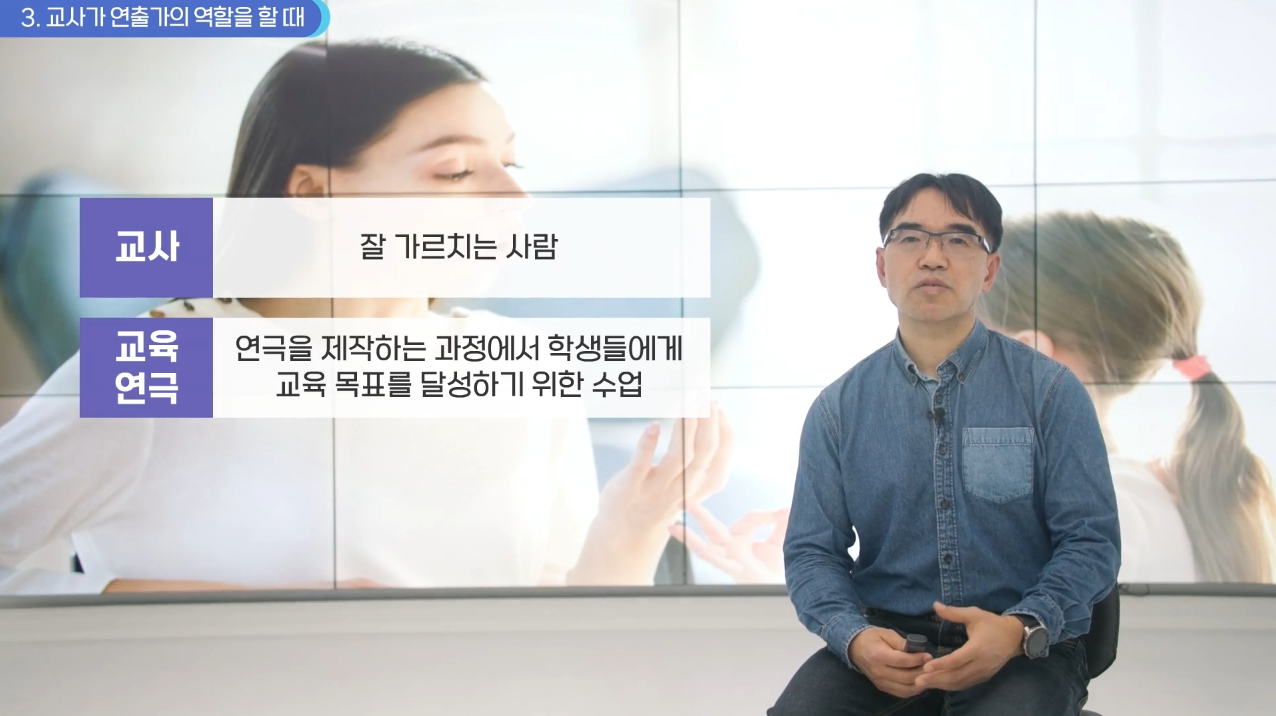 3. 교사가 연출가의 역할을 할 때
교사
잘 가르치는 사람
교육
연극
연극을 제작하는 과정에서 학생들에게
교육 목표를 달성하기 위한 수업